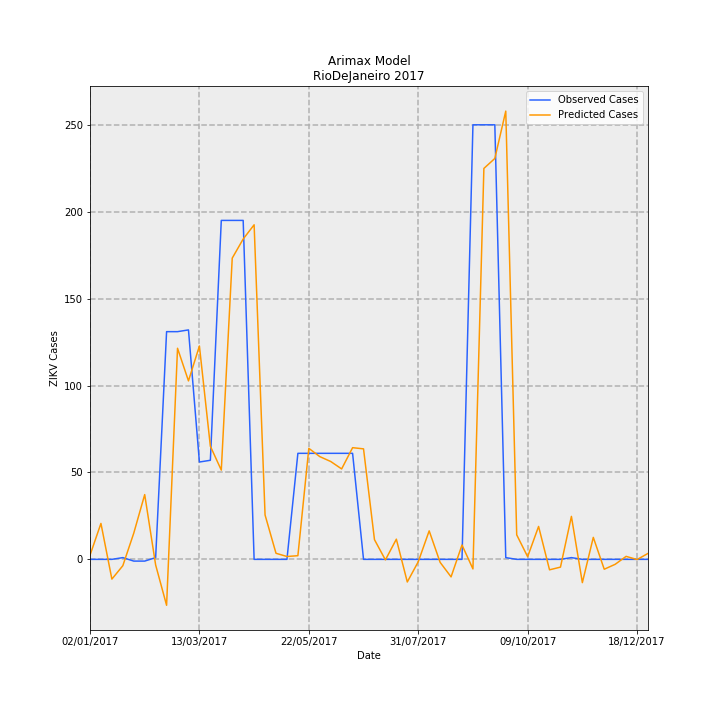 Arimax Model
RioDeJaneiro 2017
Observed Cases
Predicted Cases
250
200
150
100
50
0
ZIKV Cases
02/01/2017 13/03/2017 22/05/2017 31/07/2017 09/10/2017 18/12/2017
Date